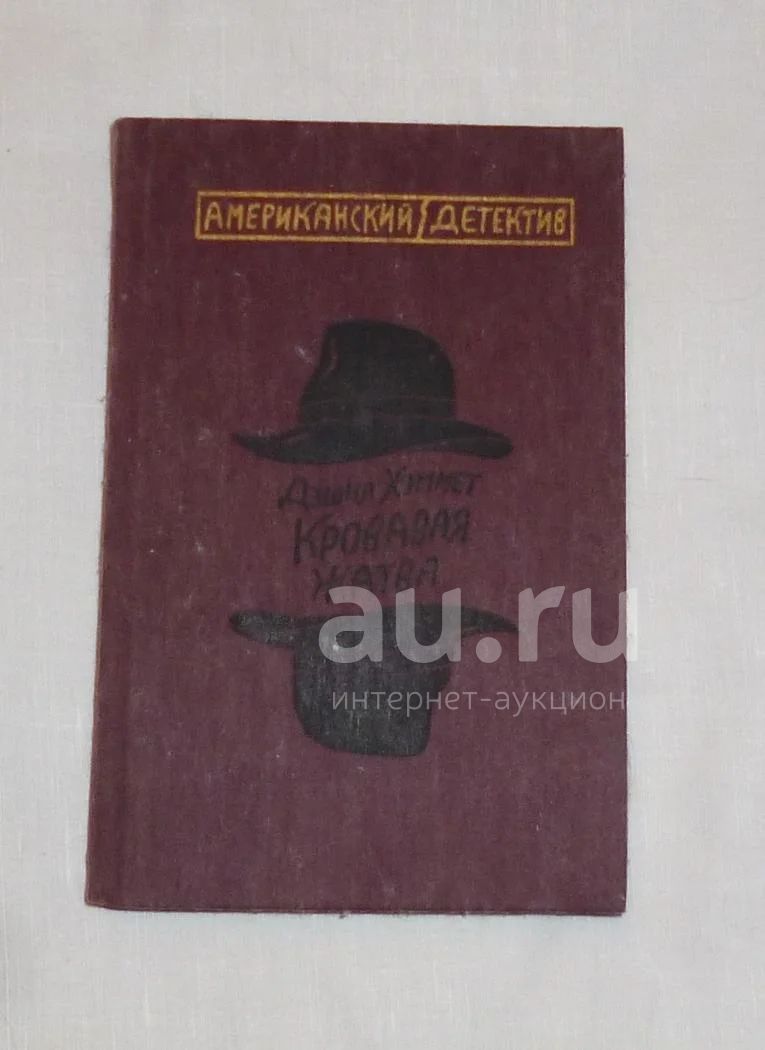 АМЕРИКАНСКИЙ ДЕТЕКТИВ
Дэшил Хэммет
КРОВАВАЯ
ЖАТВА
au.ru
интернет-аукцион